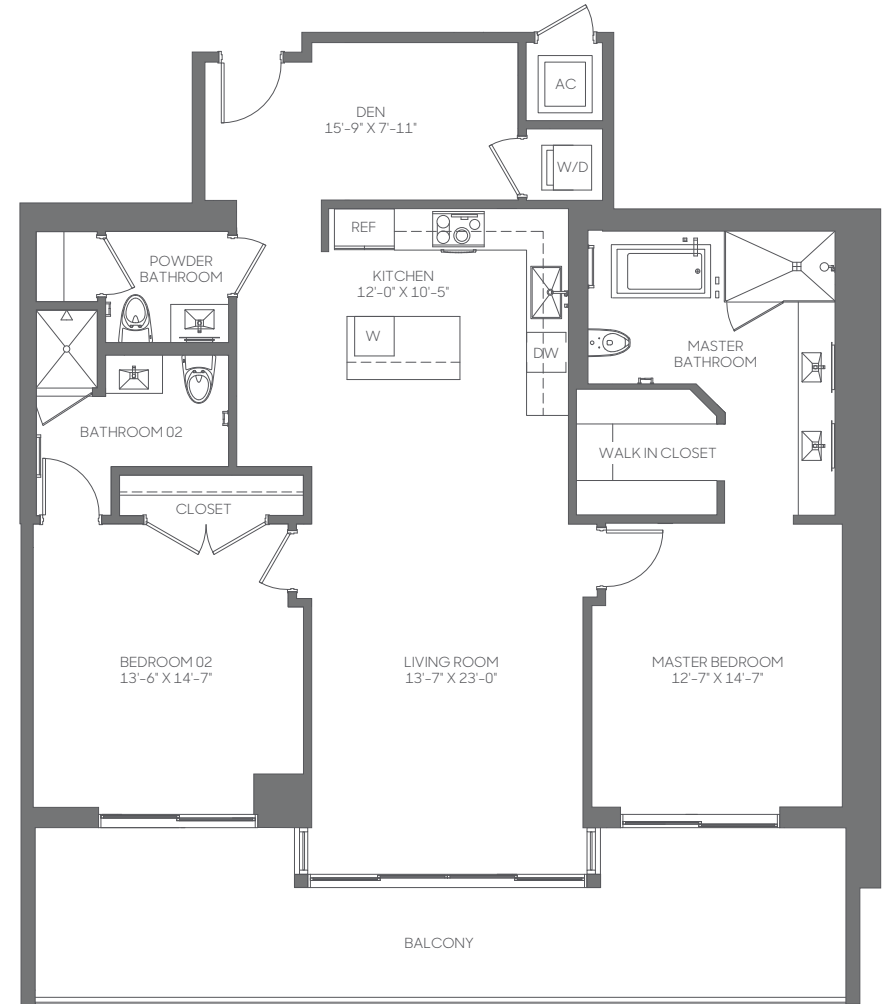 AC
DEN
15'-9" X 7'-11"
W/D
REF
POWDER
BATHROOM
KITCHEN
12'-0" X 10'-5"
W
DW
MASTER
BATHROOM
BATHROOM 02
WALK IN CLOSET
CLOSET
BEDROOM 02
13'-6" X 14'-7"
LIVING ROOM
13'-7" X 23'-0"
MASTER BEDROOM
12'-7" X 14'-7"
BALCONY